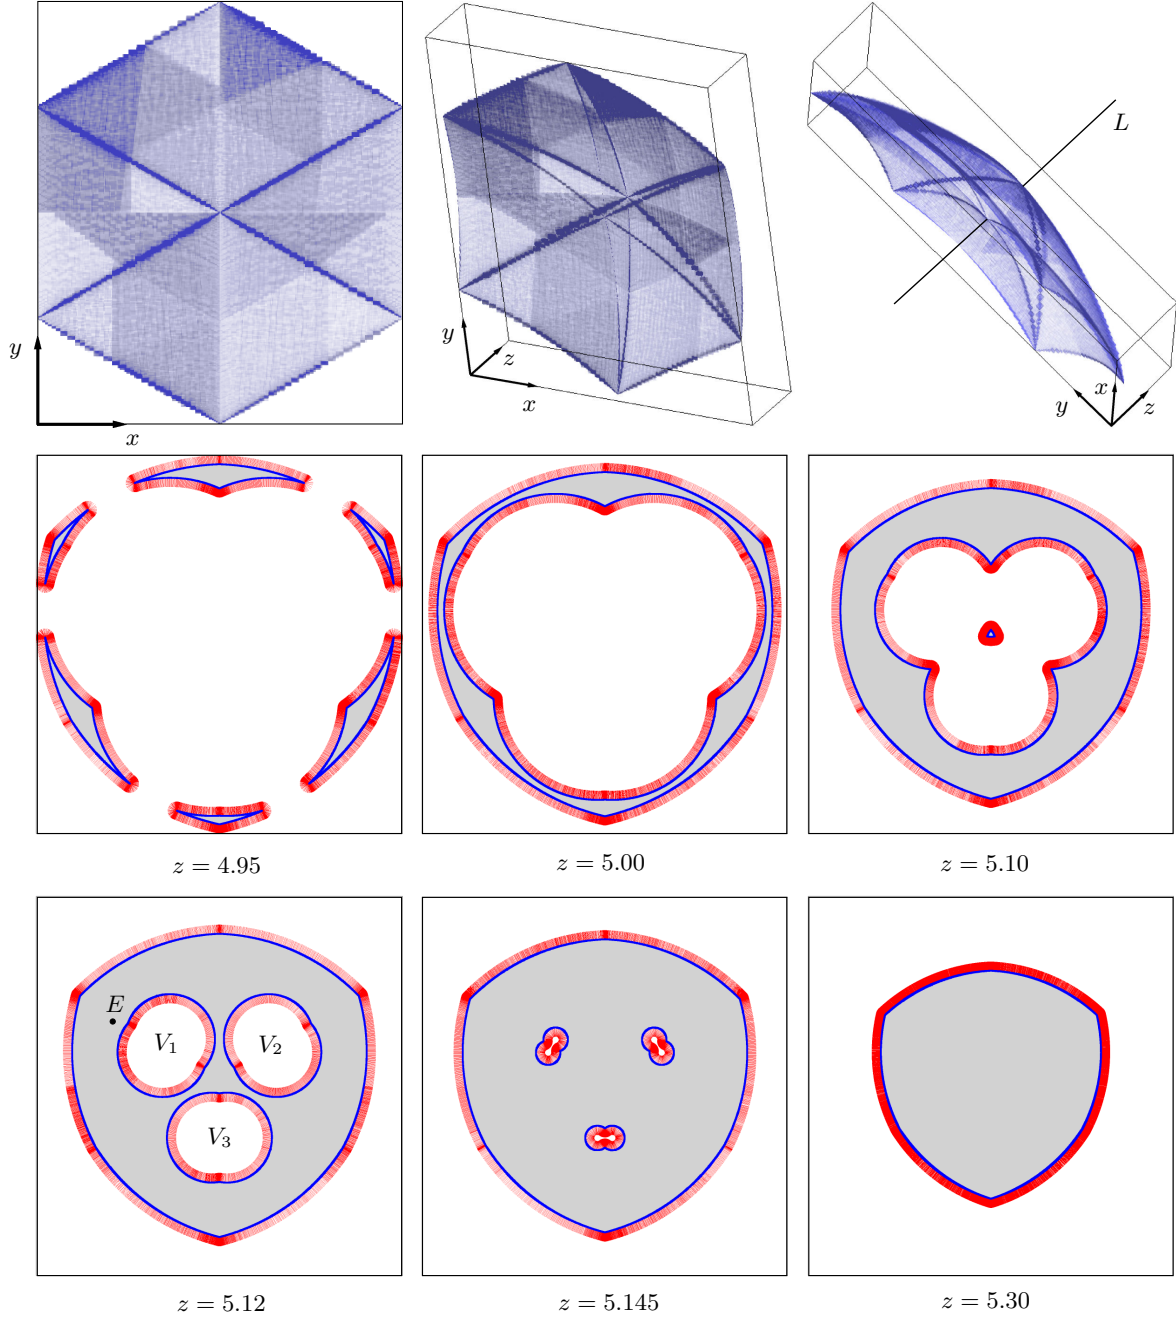 y
x
y
z
x
L
x
y
z
z = 4.95
z = 5.00
z = 5.10
E
V₁
V₂
V₃
z = 5.12
z = 5.145
z = 5.30